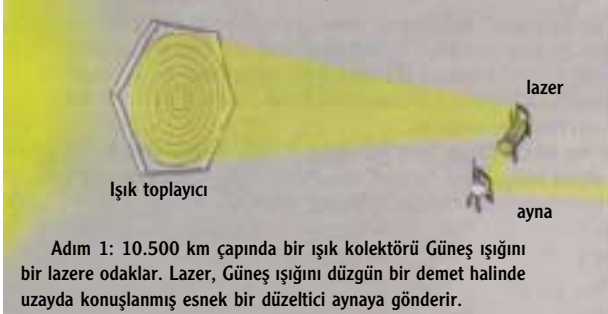 lazer
Işık toplayıcı
ayna
Adım 1: 10.500 km çapında bir ışık kolektörü Güneş ışığını
bir lazere odaklar. Lazer, Güneş ışığını düzgün bir demet halinde
uzayda konuşlanmış esnek bir düzeltici aynaya gönderir.